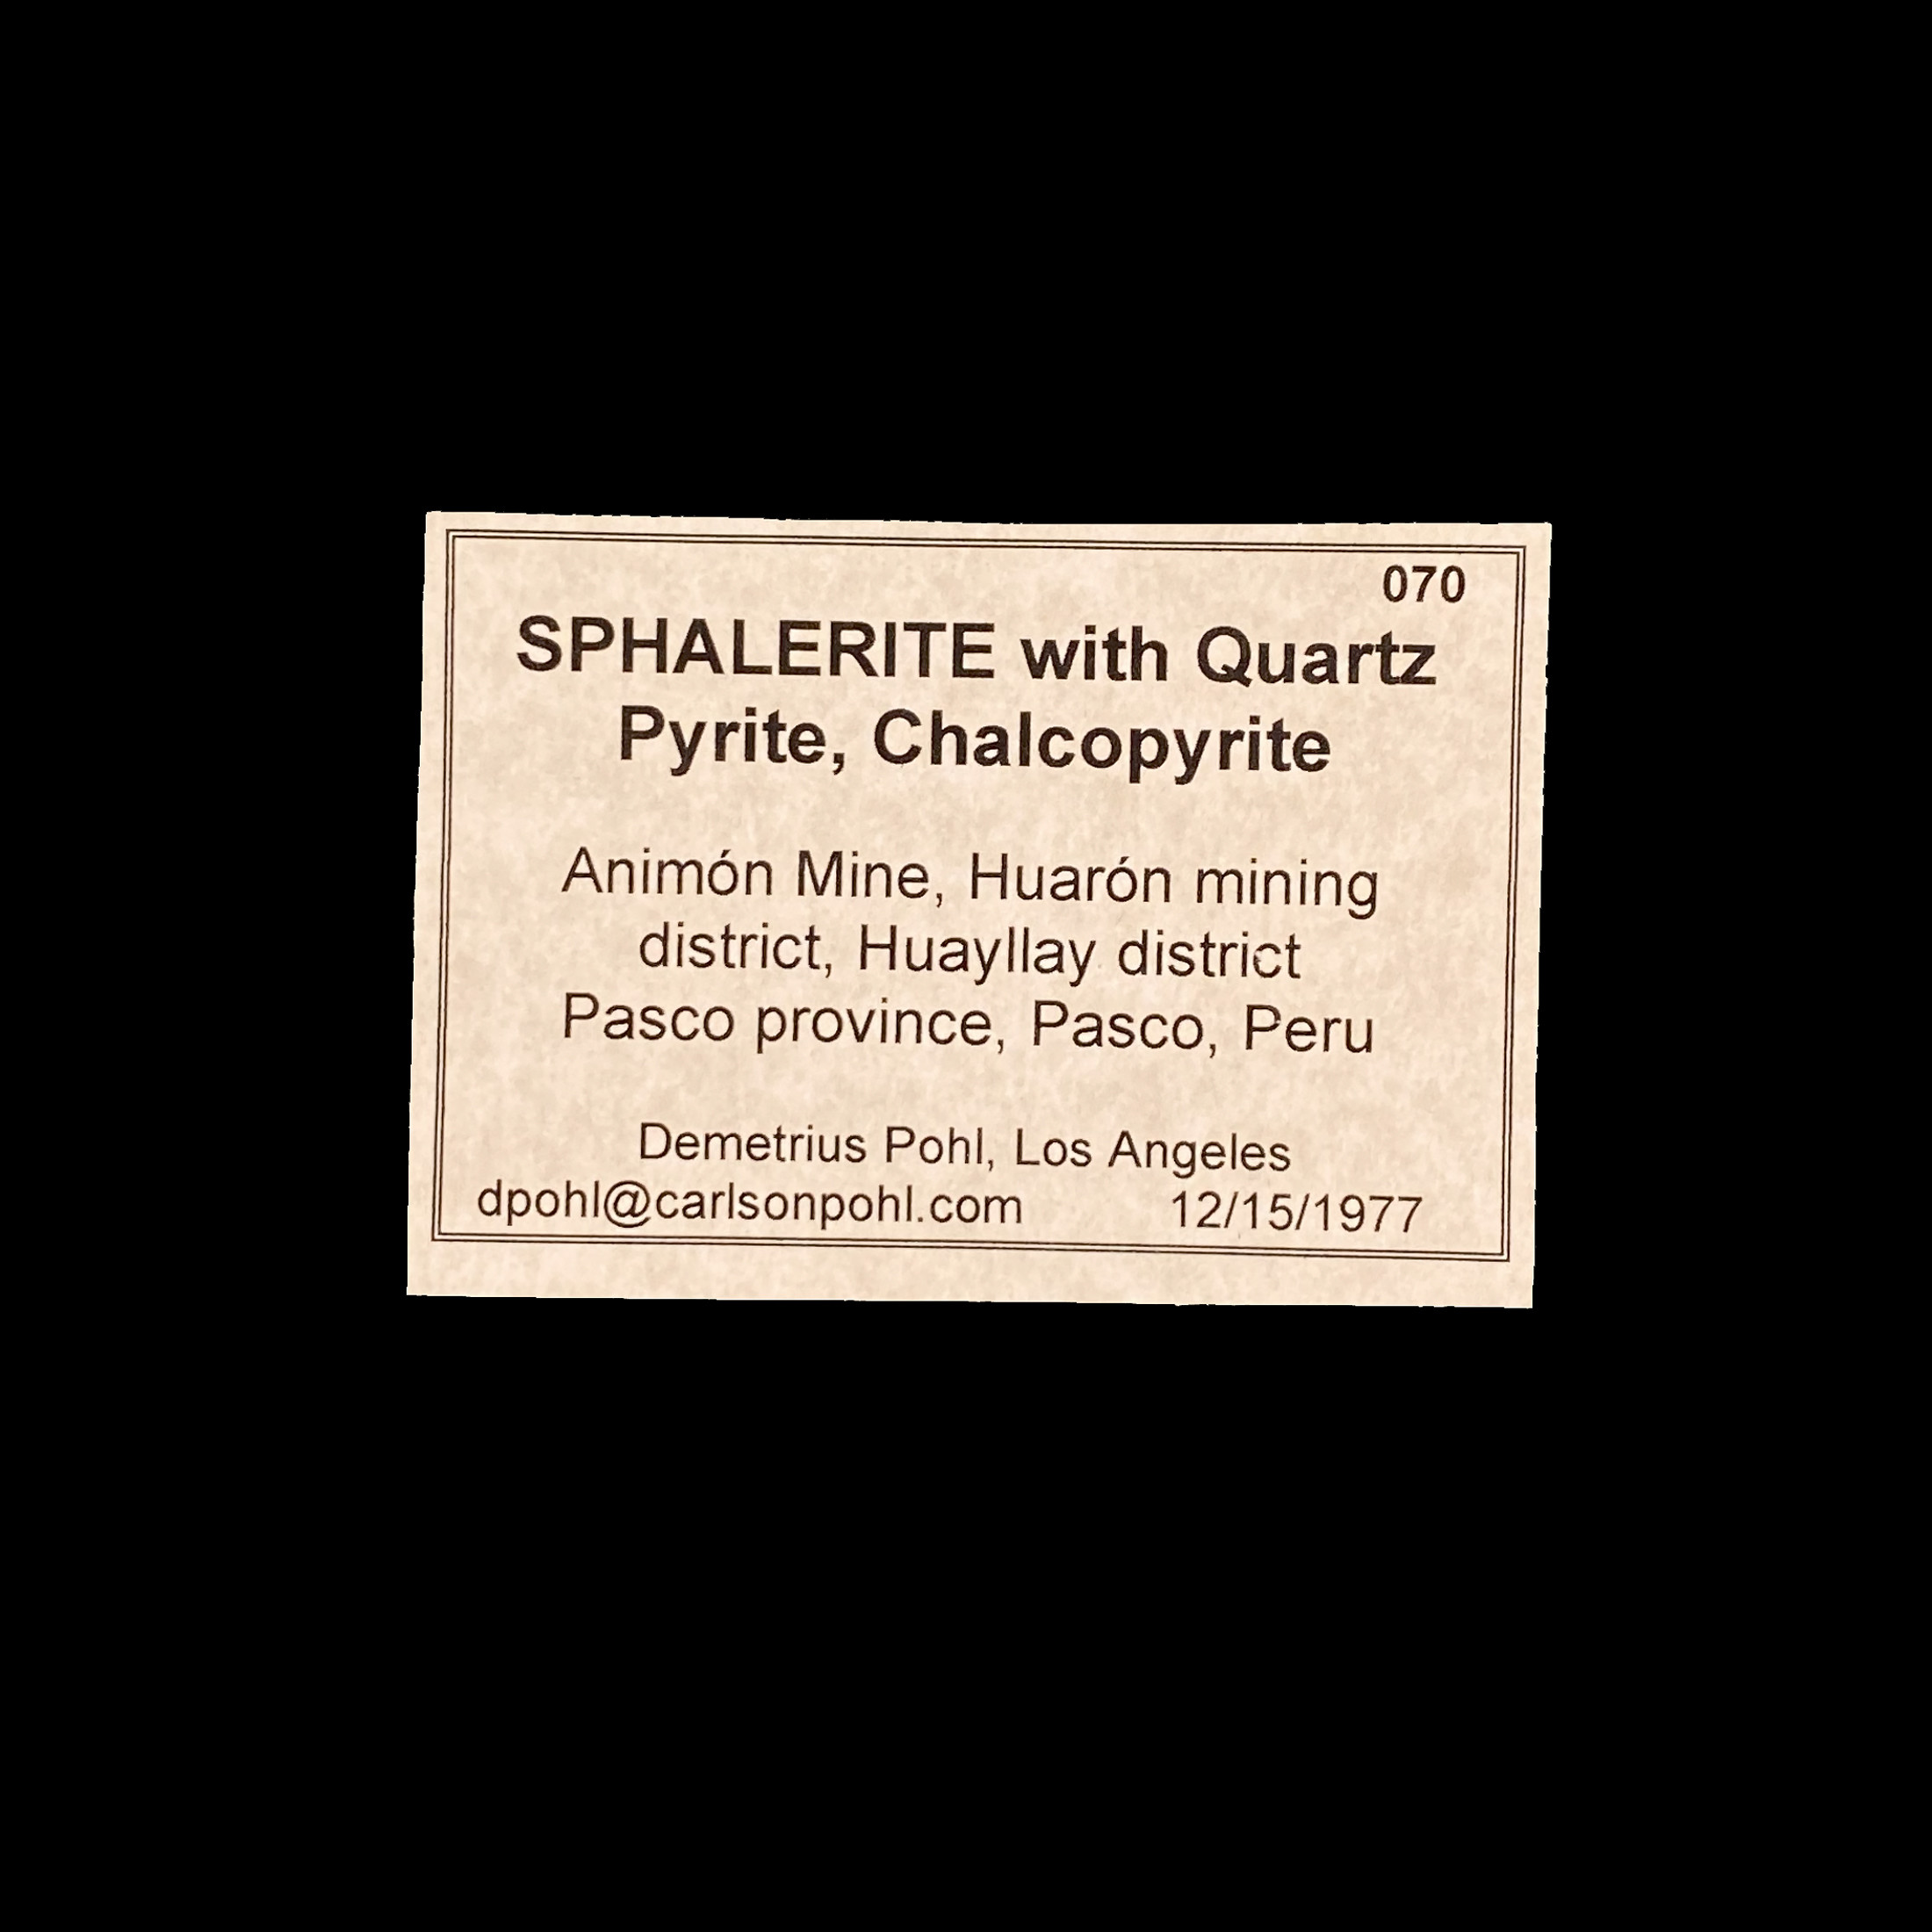 070
SPHALERITE with Quartz
Pyrite, Chalcopyrite
Animón Mine, Huarón mining
district, Huayllay district
Pasco province, Pasco, Peru
Demetrius Pohl, Los Angeles
dpohl@carlsonpohl.com 12/15/1977